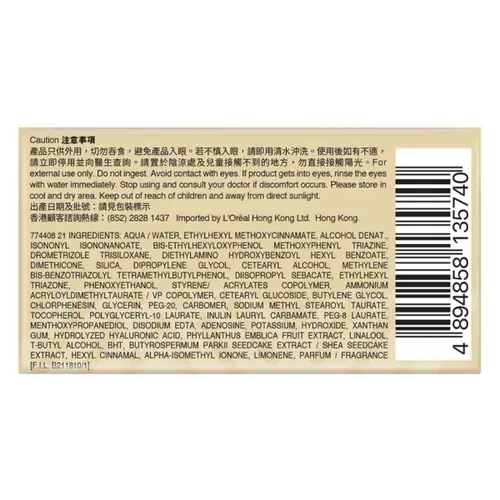 Caution 注意事項
產品只供外用，切勿吞食，避免產品入眼。若不慎入眼，請即用清水沖洗。使用後如有不適，
請立即停用並向醫生查詢。請置於陰涼處及兒童接觸不到的地方，勿直接接觸陽光。For
external use only. Do not ingest. Avoid contact with eyes. If product gets into eyes, rinse the eyes
with water immediately. Stop using and consult your doctor if discomfort occurs. Please store in
cool and dry area. Keep out of reach of children and away from direct sunlight.
出產日期及批號：請見包裝標示
香港顧客諮詢熱線：(852) 2828 1437 Imported by L'Oréal Hong Kong Ltd. Hong Kong.
774408 21 INGREDIENTS: AQUA / WATER, ETHYLHEXYL METHOXYCINNAMATE, ALCOHOL DENAT.,
ISONONYL ISONONANOATE, BIS-ETHYLHEXYLOXYPHENOL METHOXYPHENYL TRIAZINE,
DROMETRIZOLE TRISILOXANE, DIETHYLAMINO HYDROXYBENZOYL HEXYL BENZOATE,
DIMETHICONE, SILICA, DIPROPYLENE GLYCOL, CETEARYL ALCOHOL, METHYLENE
BIS-BENZOTRIAZOLYL TETRAMETHYLBUTYLPHENOL, DIETHYLHEXYL BUTAMIDO
TRIAZONE, PHENOXYETHANOL, STYRENE/ ACRYLATES COPOLYMER, AMMONIUM
ACRYLOYLDIMETHYLTAURATE / VP COPOLYMER, CETEARYL GLUCOSIDE, BUTYLENE GLYCOL,
CHLORPHENESIN, GLYCERIN, PEG-20, CARBOMER, SODIUM METHYL STEAROYL TAURATE,
TOCOPHEROL, POLYGLYCERYL-10 LAURATE, INULIN LAURYL CARBAMATE, PEG-8 LAURATE,
MENTHOXYPROPANEDIOL, DISODIUM EDTA, ADENOSINE, POTASSIUM, HYDROXIDE, XANTHAN
GUM, HYDROLYZED HYALURONIC ACID, PHYLLANTHUS EMBLICA FRUIT EXTRACT, LINALOOL,
T-BUTYL ALCOHOL, BHT, BUTYROSPERMUM PARKII SEEDCAKE EXTRACT / SHEA SEEDCAKE
EXTRACT, HEXYL CINNAMAL, ALPHA-ISOMETHYL IONONE, LIMONENE, PARFUM / FRAGRANCE
[F.I.L. B211810/1]
4 894858 135740